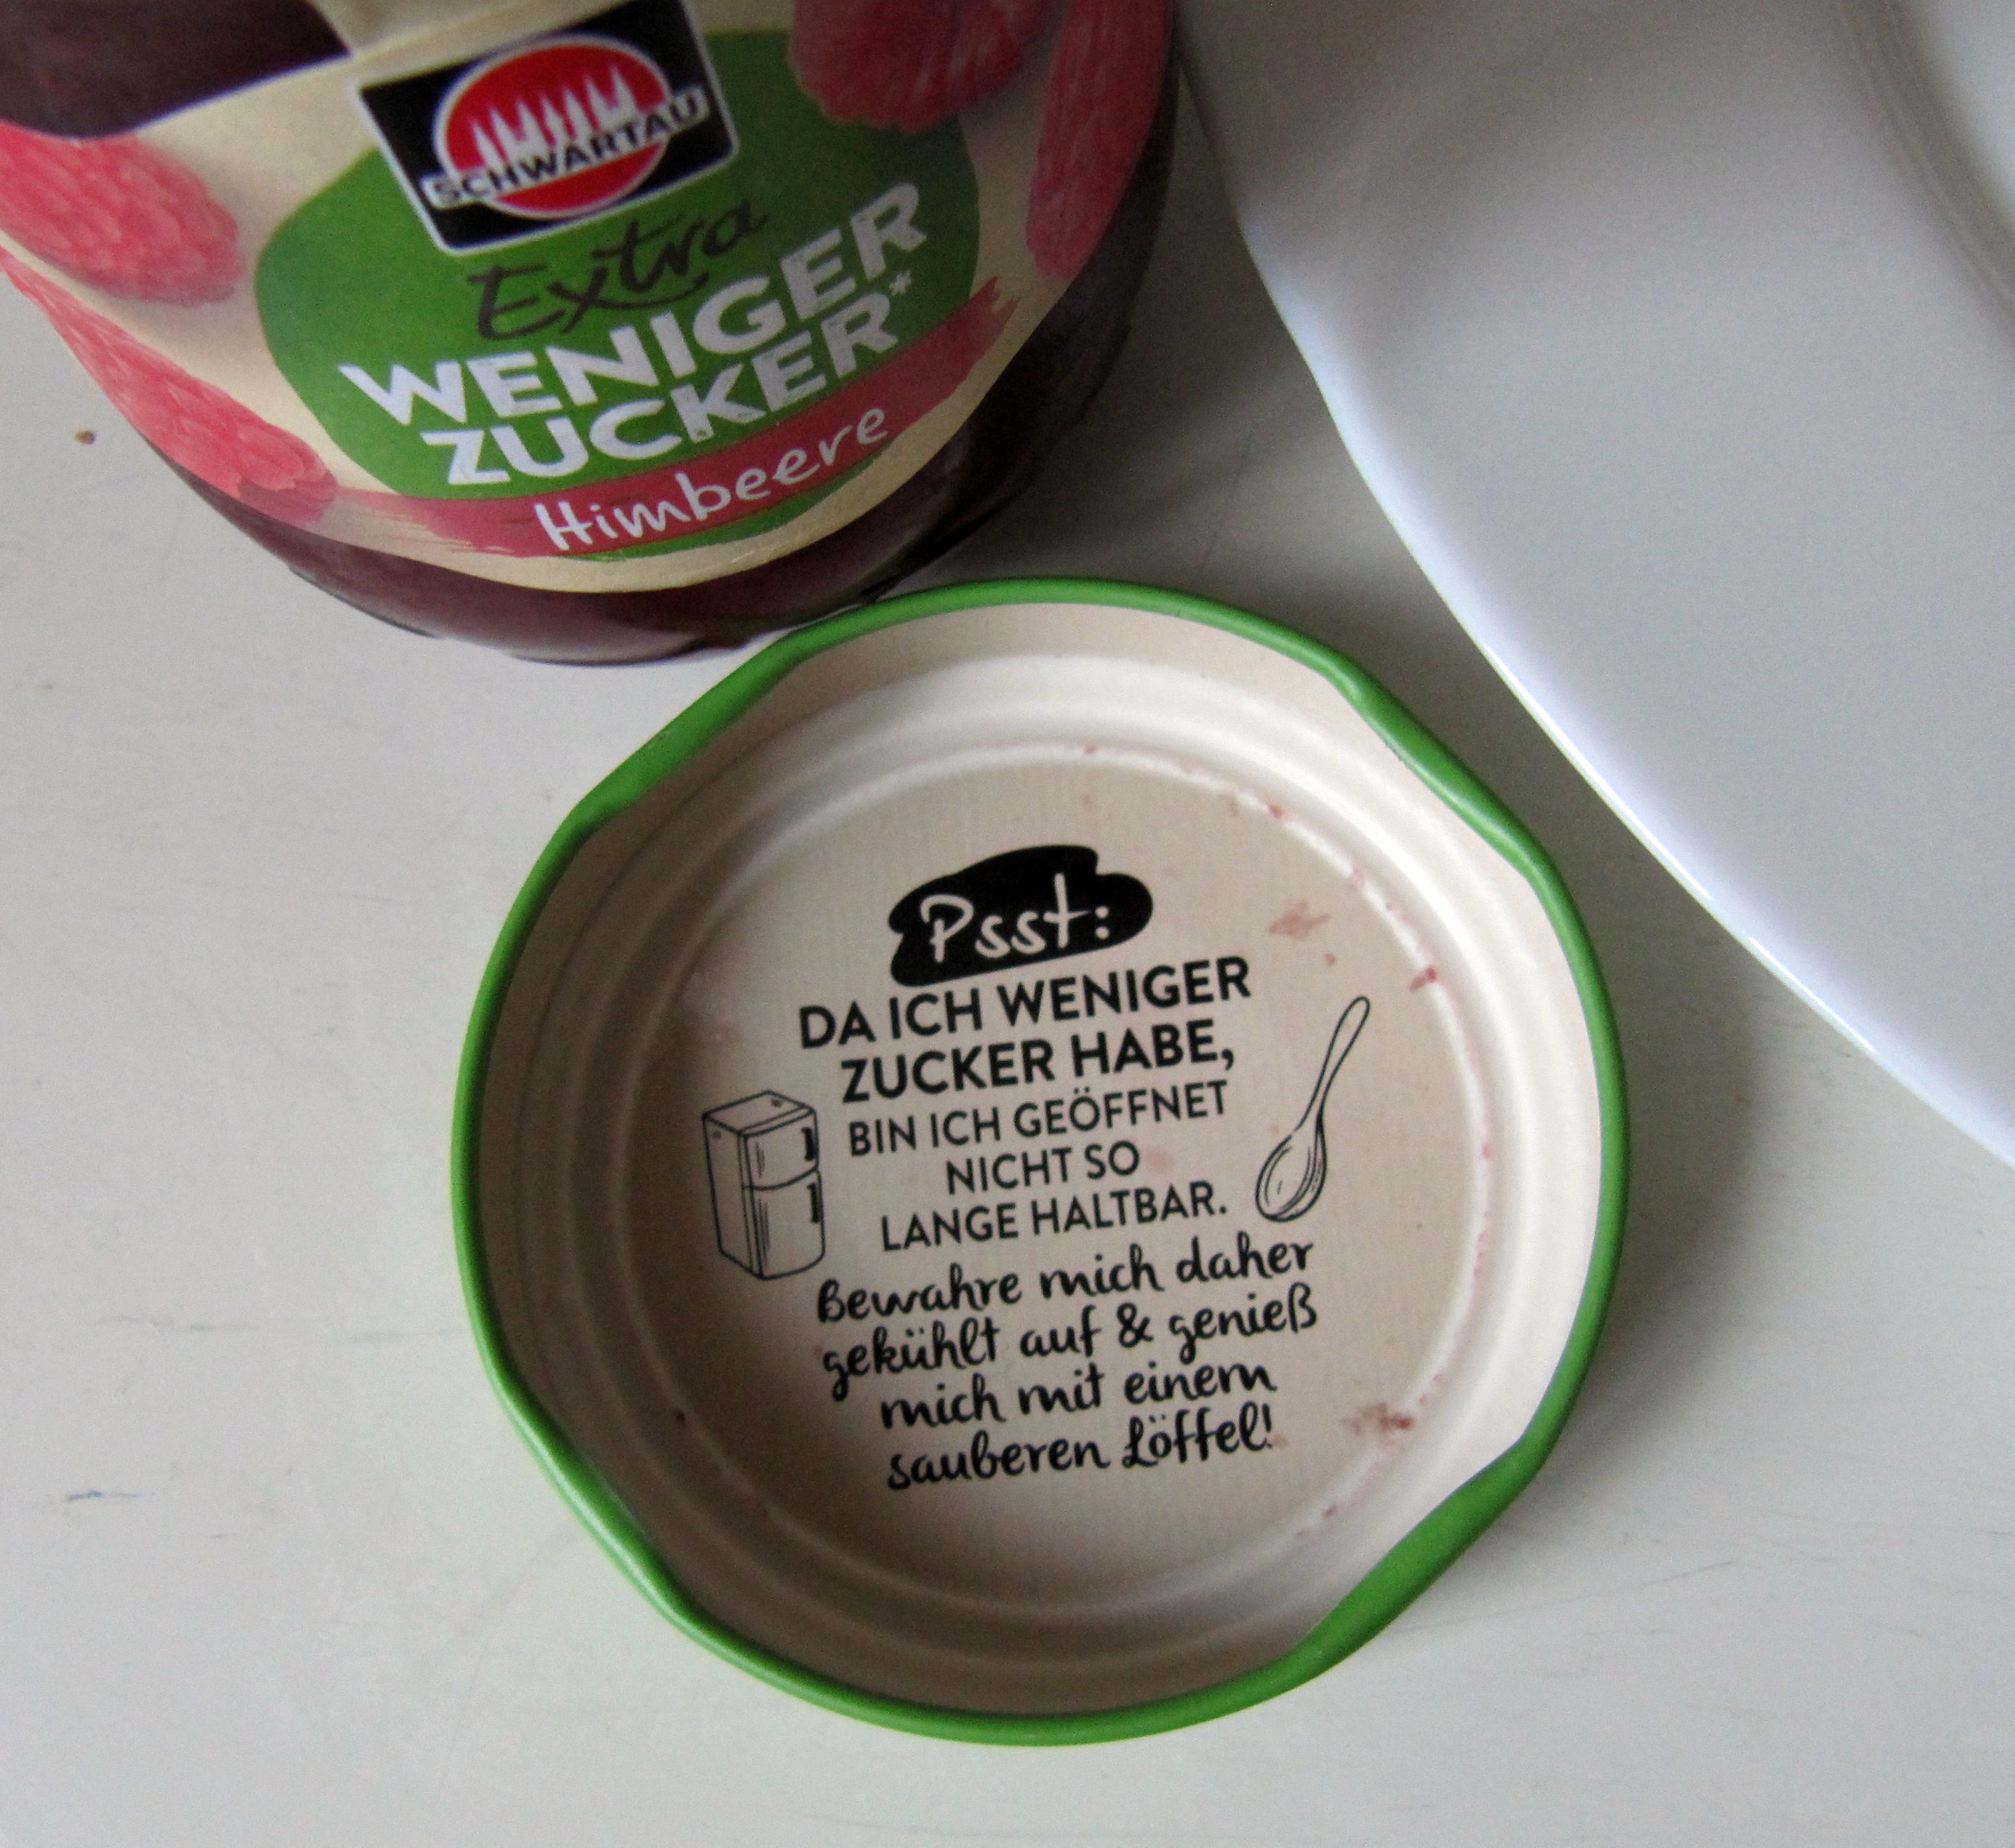 SCHWARTAU
Extra
WENIGER
ZUCKER*
Himbeere
Psst:
DA ICH WENIGER
ZUCKER HABE,
BIN ICH GEÖFFNET
NICHT SO
LANGE HALTBAR.
Bewahre mich daher
gekühlt auf & genieß
mich mit einem
sauberen Löffel!